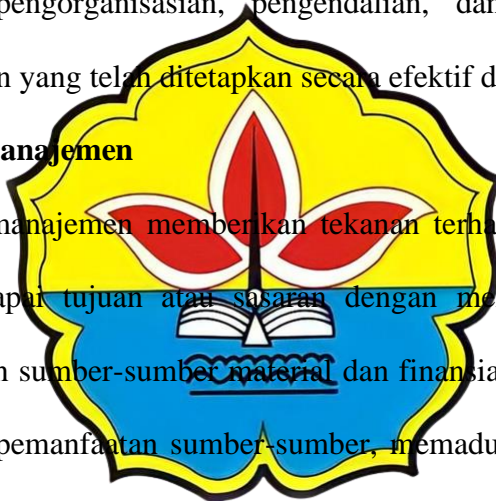 pengorganisasian, pengendalian, dan
n yang telah ditetapkan secara efektif d
anajemen
manajemen memberikan tekanan terha
apai tujuan atau sasaran dengan me
n sumber-sumber material dan finansia
pemanfaatan sumber-sumber, memadu